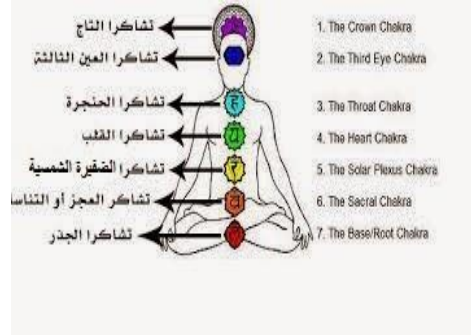 تشاكرا التاج
1. The Crown Chakra
تشاكرا العين الثالثة
2. The Third Eye Chakra
تشاكرا الحنجرة
3. The Throat Chakra
تشاكرا القلب
4. The Heart Chakra
تشاكرا الضفيرة الشمسية
5. The Solar Plexus Chakra
تشاكر العجز أو التناس
6. The Sacral Chakra
تشاكرا الجذر
7. The Base/Root Chakra